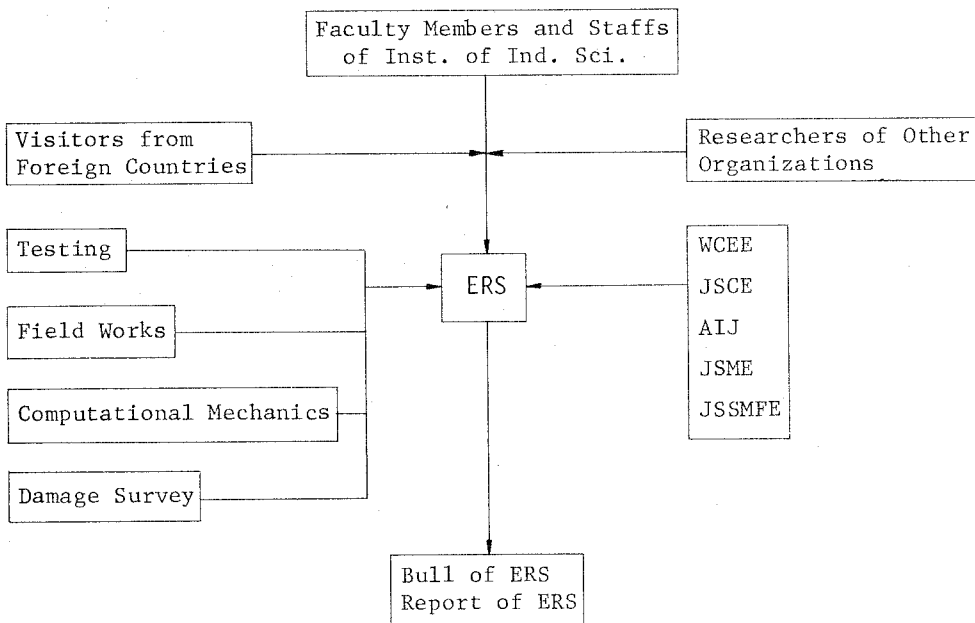 Faculty Members and Staffs
of Inst. of Ind. Sci.
Visitors from
Foreign Countries
Researchers of Other
Organizations
Testing
Field Works
Computational Mechanics
Damage Survey
ERS
WCEE
JSCE
AIJ
JSME
JSSMFE
Bull of ERS
Report of ERS